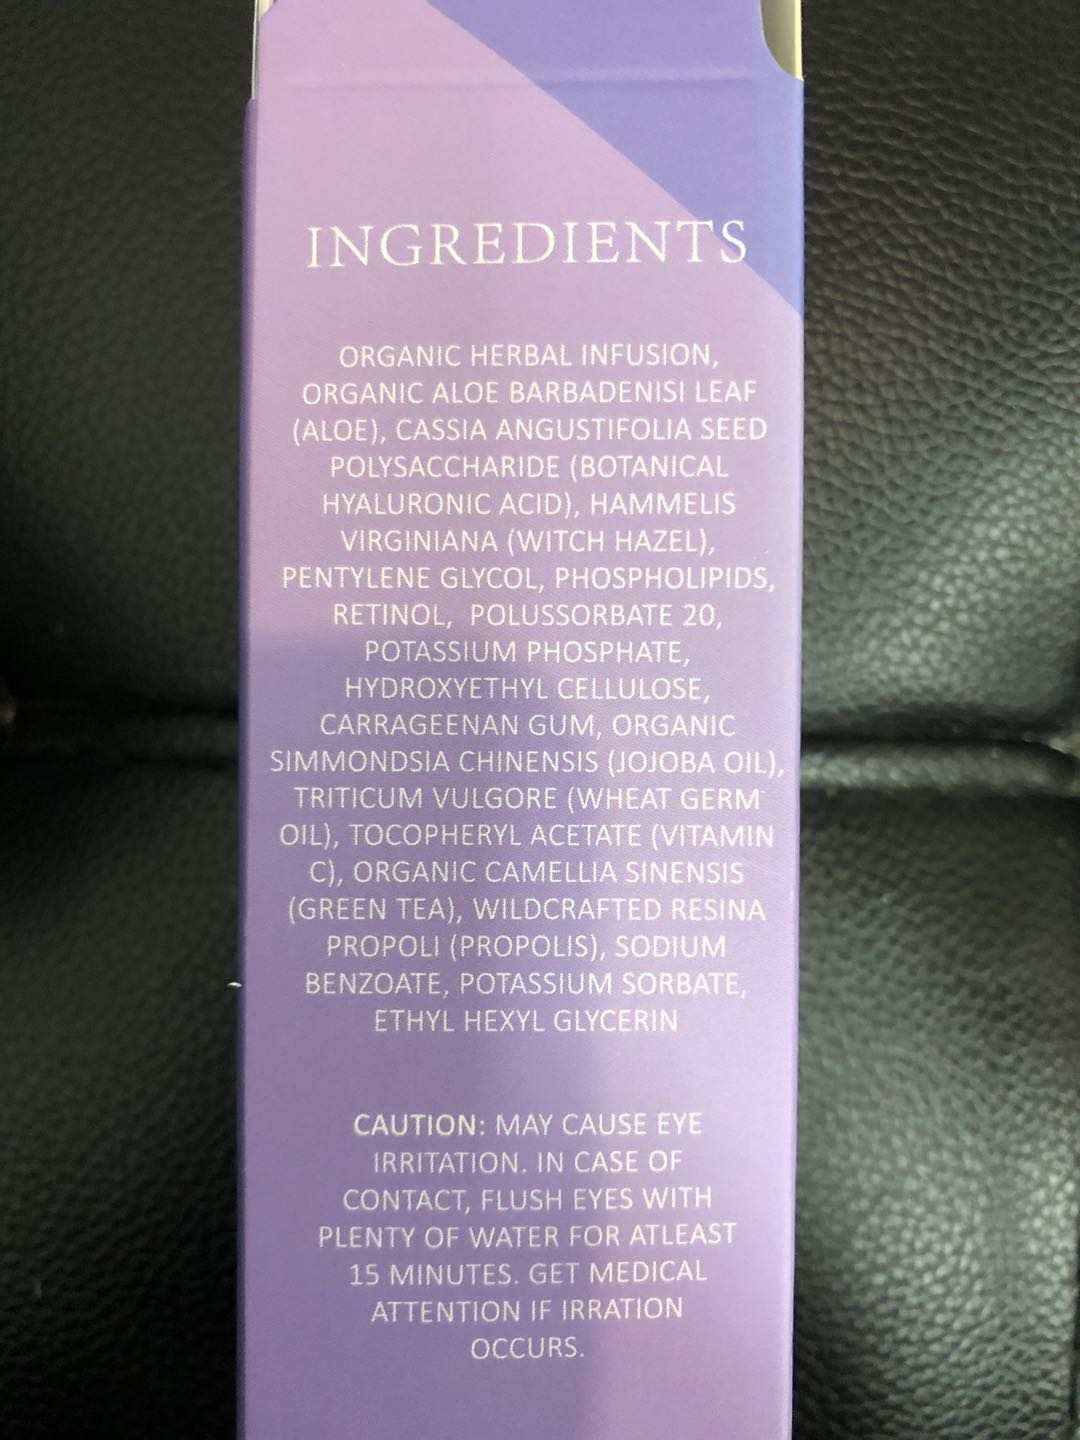 INGREDIENTS
ORGANIC HERBAL INFUSION,
ORGANIC ALOE BARBADENISI LEAF
(ALOE), CASSIA ANGUSTIFOLIA SEED
POLYSACCHARIDE (BOTANICAL
HYALURONIC ACID), HAMMELIS
VIRGINIANA (WITCH HAZEL),
PENTYLENE GLYCOL, PHOSPHOLIPIDS,
RETINOL, POLUSSORBATE 20,
POTASSIUM PHOSPHATE,
HYDROXYETHYL CELLULOSE,
CARRAGEENAN GUM, ORGANIC
SIMMONDSIA CHINENSIS (JOJOBA OIL),
TRITICUM VULGORE (WHEAT GERM
OIL), TOCOPHERYL ACETATE (VITAMIN
C), ORGANIC CAMELLIA SINENSIS
(GREEN TEA), WILDCRAFTED RESINA
PROPOLI (PROPOLIS), SODIUM
BENZOATE, POTASSIUM SORBATE,
ETHYL HEXYL GLYCERIN
CAUTION: MAY CAUSE EYE
IRRITATION. IN CASE OF
CONTACT, FLUSH EYES WITH
PLENTY OF WATER FOR ATLEAST
15 MINUTES. GET MEDICAL
ATTENTION IF IRRATION
OCCURS.